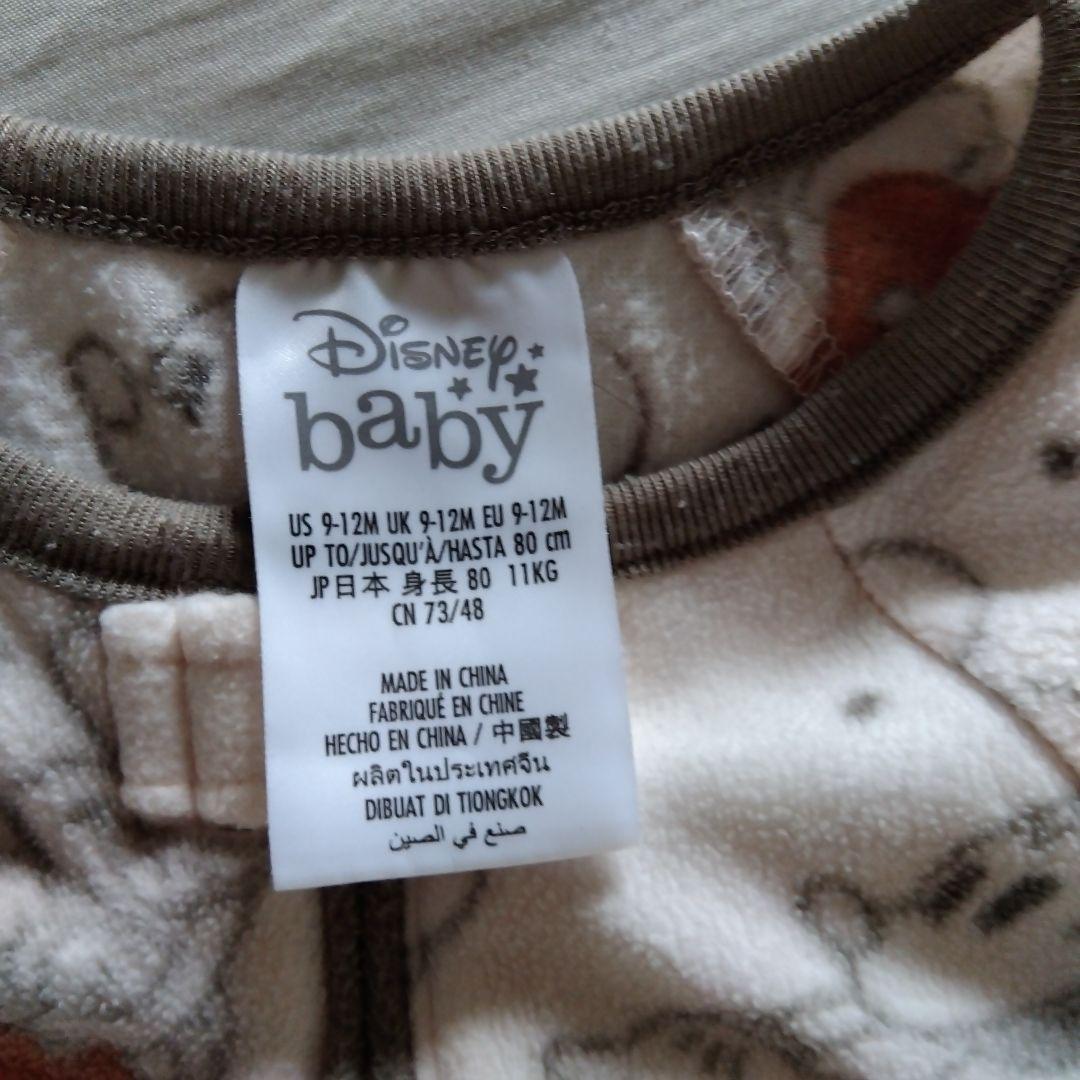 Disney
baby
US 9-12M UK 9-12M EU 9-12M
UP TO/JUSQU'À/HASTA 80 cm
JP日本 身長 80 11KG
CN 73/48
MADE IN CHINA
FABRIQUÉ EN CHINE
HECHO EN CHINA / 中國製
ผลิตในประเทศจีน
DIBUAT DI TIONGKOK
صنع في الصين